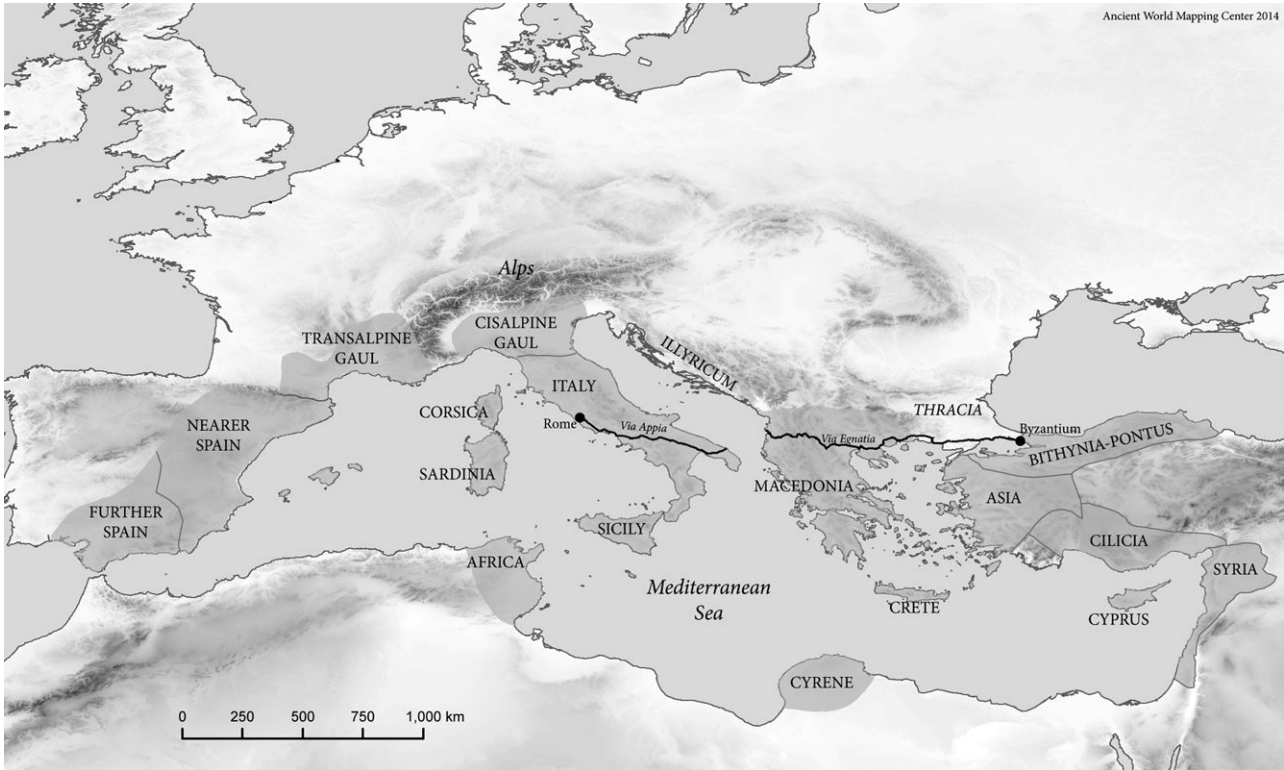 Ancient World Mapping Center 2014
Alps
TRANSALPINE
GAUL
CISALPINE
GAUL
ILLYRICUM
ITALY
CORSICA
NEARER
SPAIN
Rome
Via Appia
THRACIA
Via Egnatia
Byzantium
BITHYNIA-PONTUS
SARDINIA
MACEDONIA
ASIA
FURTHER
SPAIN
SICILY
CILICIA
AFRICA
SYRIA
Mediterranean
Sea
CRETE
CYPRUS
CYRENE
0 250 500 750 1,000 km